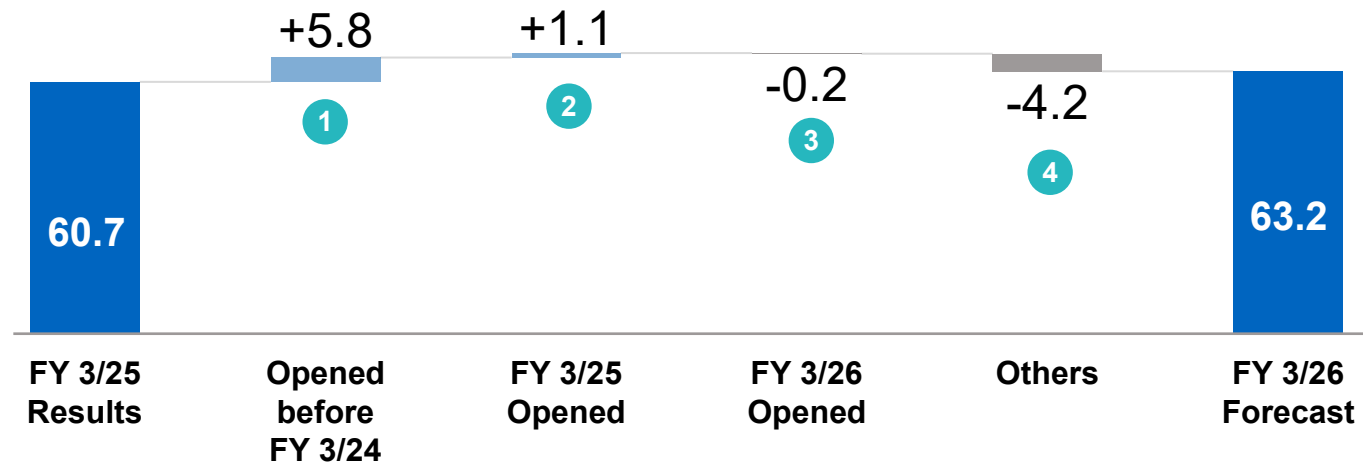 +5.8
+1.1
-0.2
-4.2
1
2
3
4
60.7
63.2
FY 3/25
Results
Opened
before
FY 3/24
FY 3/25
Opened
FY 3/26
Opened
Others
FY 3/26
Forecast